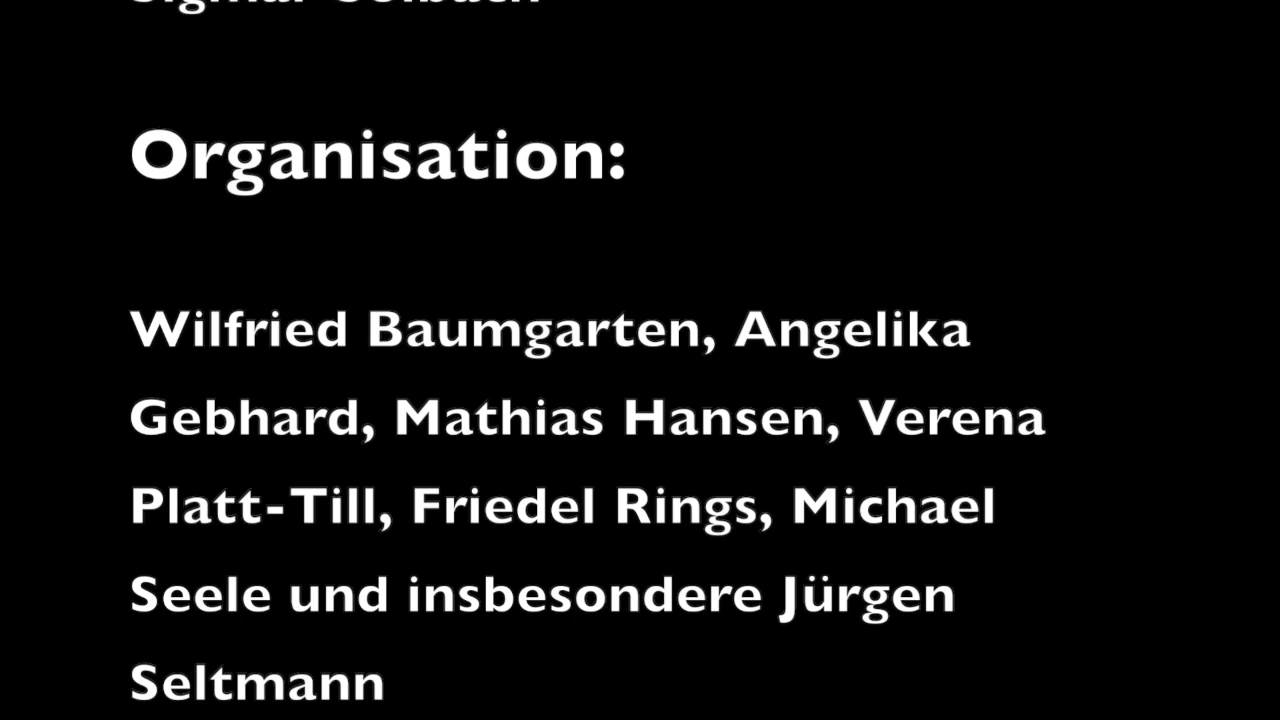 Organisation:
Wilfried Baumgarten, Angelika
Gebhard, Mathias Hansen, Verena
Platt-Till, Friedel Rings, Michael
Seele und insbesondere Jürgen
Seltmann